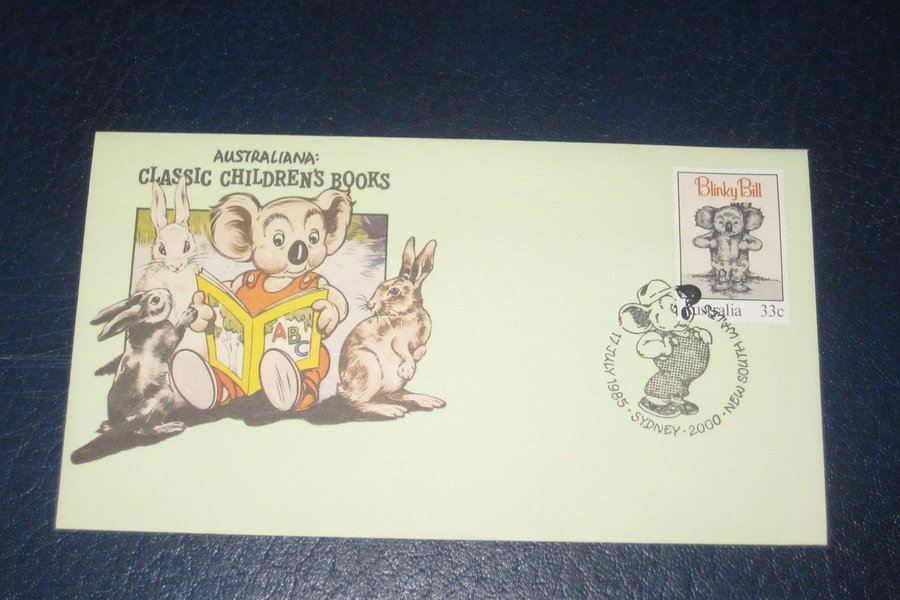 AUSTRALIANA:
CLASSIC CHILDREN'S BOOKS
Blinky Bill
Australia 33c
ABC
17 JULY 1985 · SYDNEY · 2000 · NEW SOUTH WALES